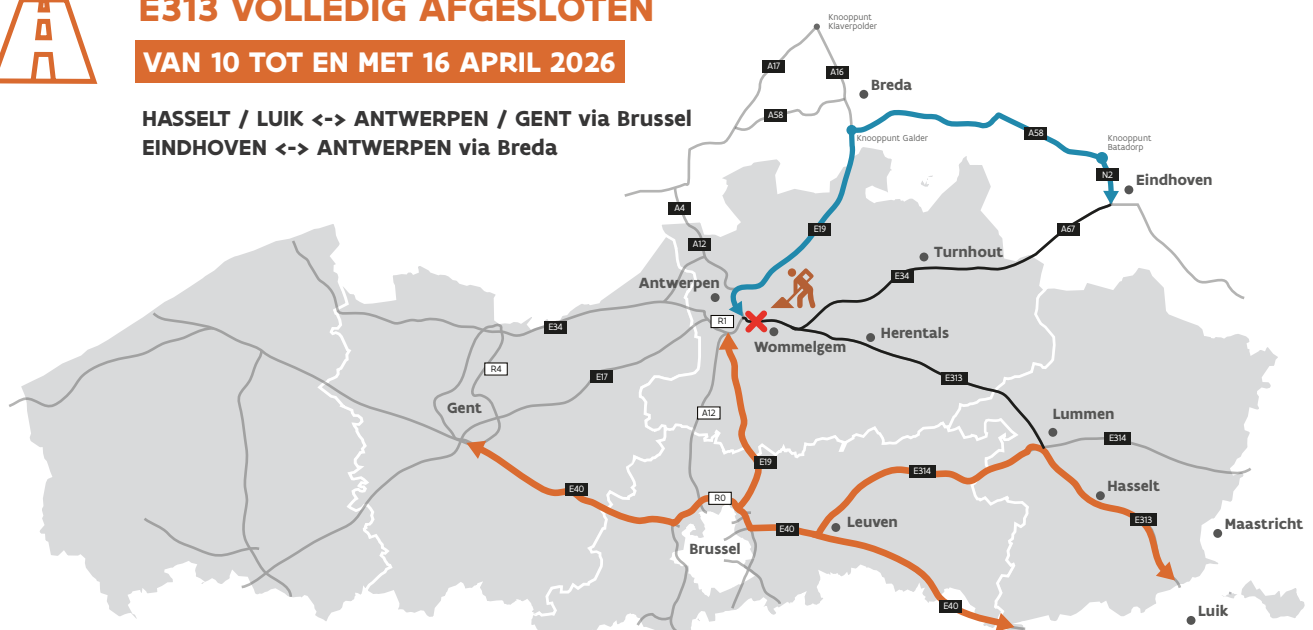 E313 VOLLEDIG AFGESLOTEN
VAN 10 TOT EN MET 16 APRIL 2026
HASSELT / LUIK <-> ANTWERPEN / GENT via Brussel
EINDHOVEN <-> ANTWERPEN via Breda
Knooppunt
Klaverpolder
A17
A16
Breda
A58
Knooppunt Galder
A58
Knooppunt
Batadorp
N2
Eindhoven
A4
A12
E19
A67
Turnhout
E34
Antwerpen
R1
Wommelgem
Herentals
E34
R4
E17
E313
Gent
A12
Lummen
E314
E19
E314
Hasselt
E40
R0
E313
E40
Leuven
Maastricht
Brussel
E40
Luik